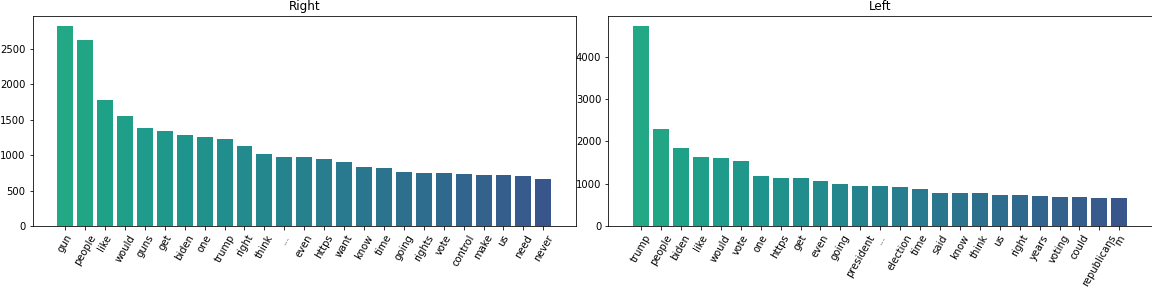 Right
2500
2000
1500
1000
500
0
gun people like would guns get biden one trump right think ... even https want know time going rights vote control make us need never
Left
4000
3000
2000
1000
0
trump people biden like would vote one https get even going president ... election time said know think us right years voting could republicans m